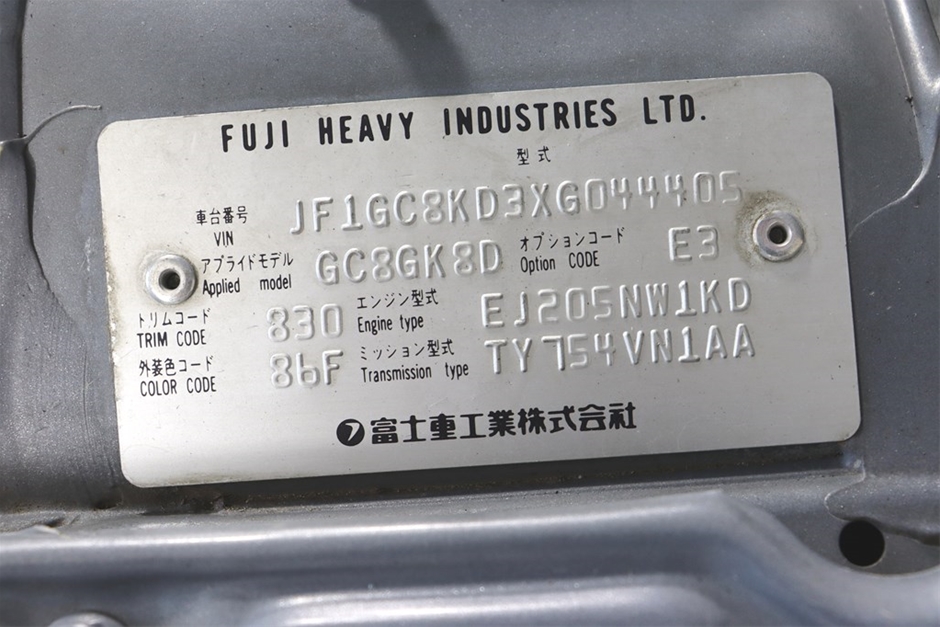 FUJI HEAVY INDUSTRIES LTD.
型式
車台番号
VIN JF1GC8KD3XG044405
アプライドモデル
Applied model GC8GK8D オプションコード
Option CODE E3
トリムコード
TRIM CODE 830 エンジン型式
Engine type EJ205NW1KD
外装色コード
COLOR CODE 86F ミッション型式
Transmission type TY754VN1AA
フ富士重工業株式会社